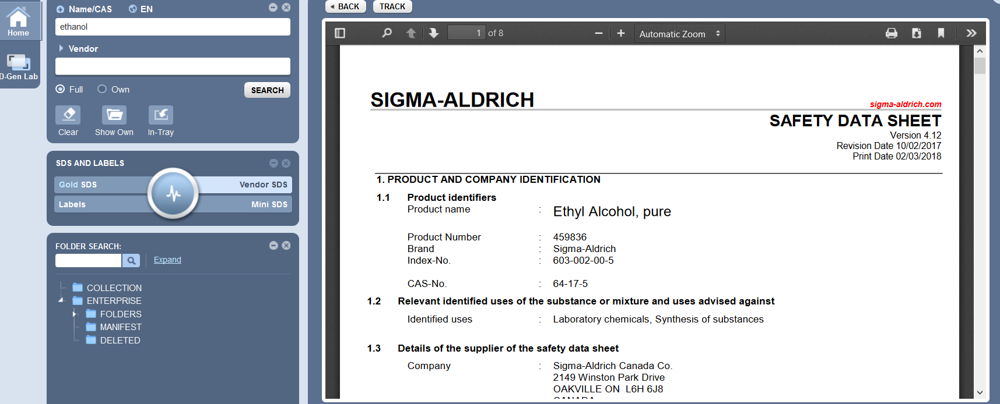 Home
D-Gen Lab
Name/CAS EN
ethanol
Vendor
Full Own SEARCH
Clear Show Own In-Tray
SDS AND LABELS
Gold SDS Vendor SDS
Labels Mini SDS
FOLDER SEARCH:
Expand
COLLECTION
ENTERPRISE
FOLDERS
MANIFEST
DELETED
BACK TRACK
1 of 8 Automatic Zoom
SIGMA-ALDRICH
sigma-aldrich.com
SAFETY DATA SHEET
Version 4.12
Revision Date 10/02/2017
Print Date 02/03/2018
1. PRODUCT AND COMPANY IDENTIFICATION
1.1 Product identifiers
Product name : Ethyl Alcohol, pure
Product Number : 459836
Brand : Sigma-Aldrich
Index-No. : 603-002-00-5
CAS-No. : 64-17-5
1.2 Relevant identified uses of the substance or mixture and uses advised against
Identified uses : Laboratory chemicals, Synthesis of substances
1.3 Details of the supplier of the safety data sheet
Company : Sigma-Aldrich Canada Co.
2149 Winston Park Drive
OAKVILLE ON L6H 6J8
CANADA